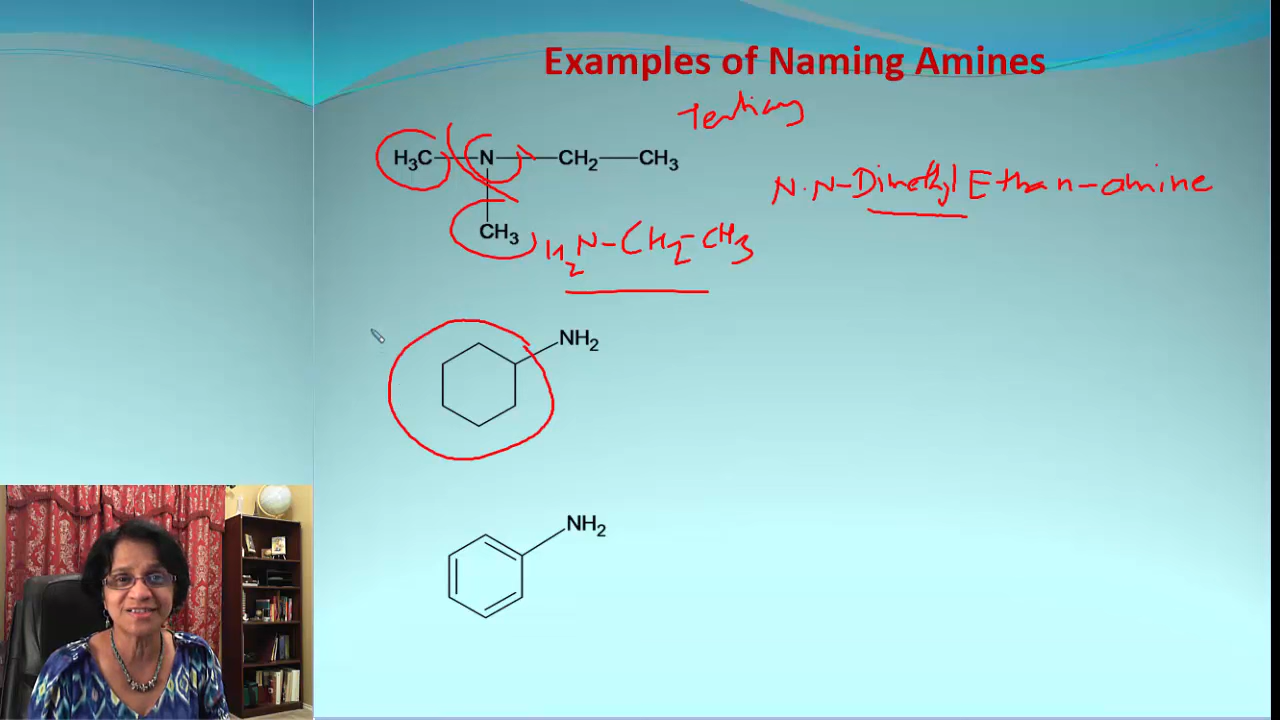 Examples of Naming Amines
Tertiary
H₃C—N—CH₂—CH₃
N.N-Dimethyl Ethan-amine
CH₃
H₂N-CH₂-CH₃
NH₂
NH₂